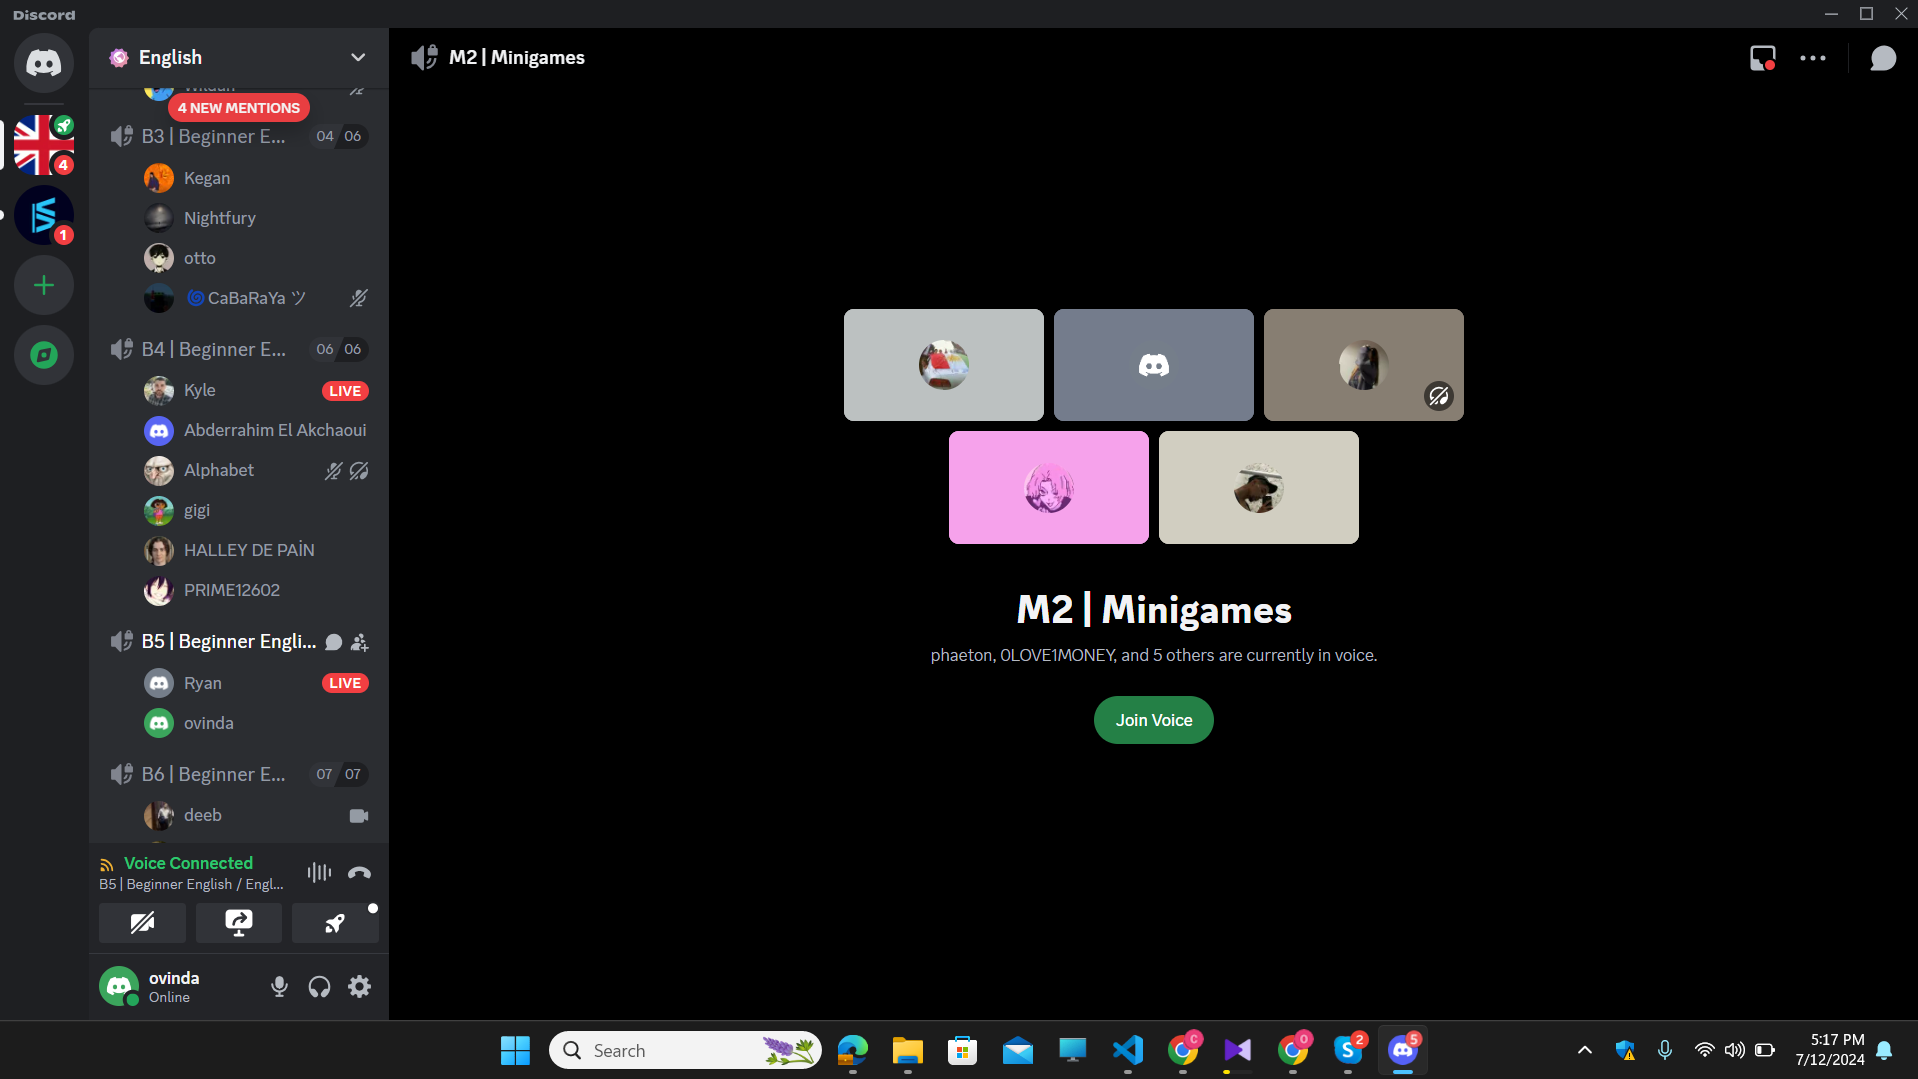 Discord
English
4 NEW MENTIONS
4
1
B3 | Beginner E... 04 06
Kegan
Nightfury
otto
CaBaRaYa ツ
B4 | Beginner E... 06 06
Kyle LIVE
Abderrahim El Akchaoui
Alphabet
gigi
HALLEY DE PAİN
PRIME12602
B5 | Beginner Engli...
Ryan LIVE
ovinda
B6 | Beginner E... 07 07
deeb
Voice Connected
B5 | Beginner English / Engl...
ovinda
Online
M2 | Minigames
M2 | Minigames
phaeton, 0LOVE1MONEY, and 5 others are currently in voice.
Join Voice
Search
C
0
2
5
5:17 PM
7/12/2024